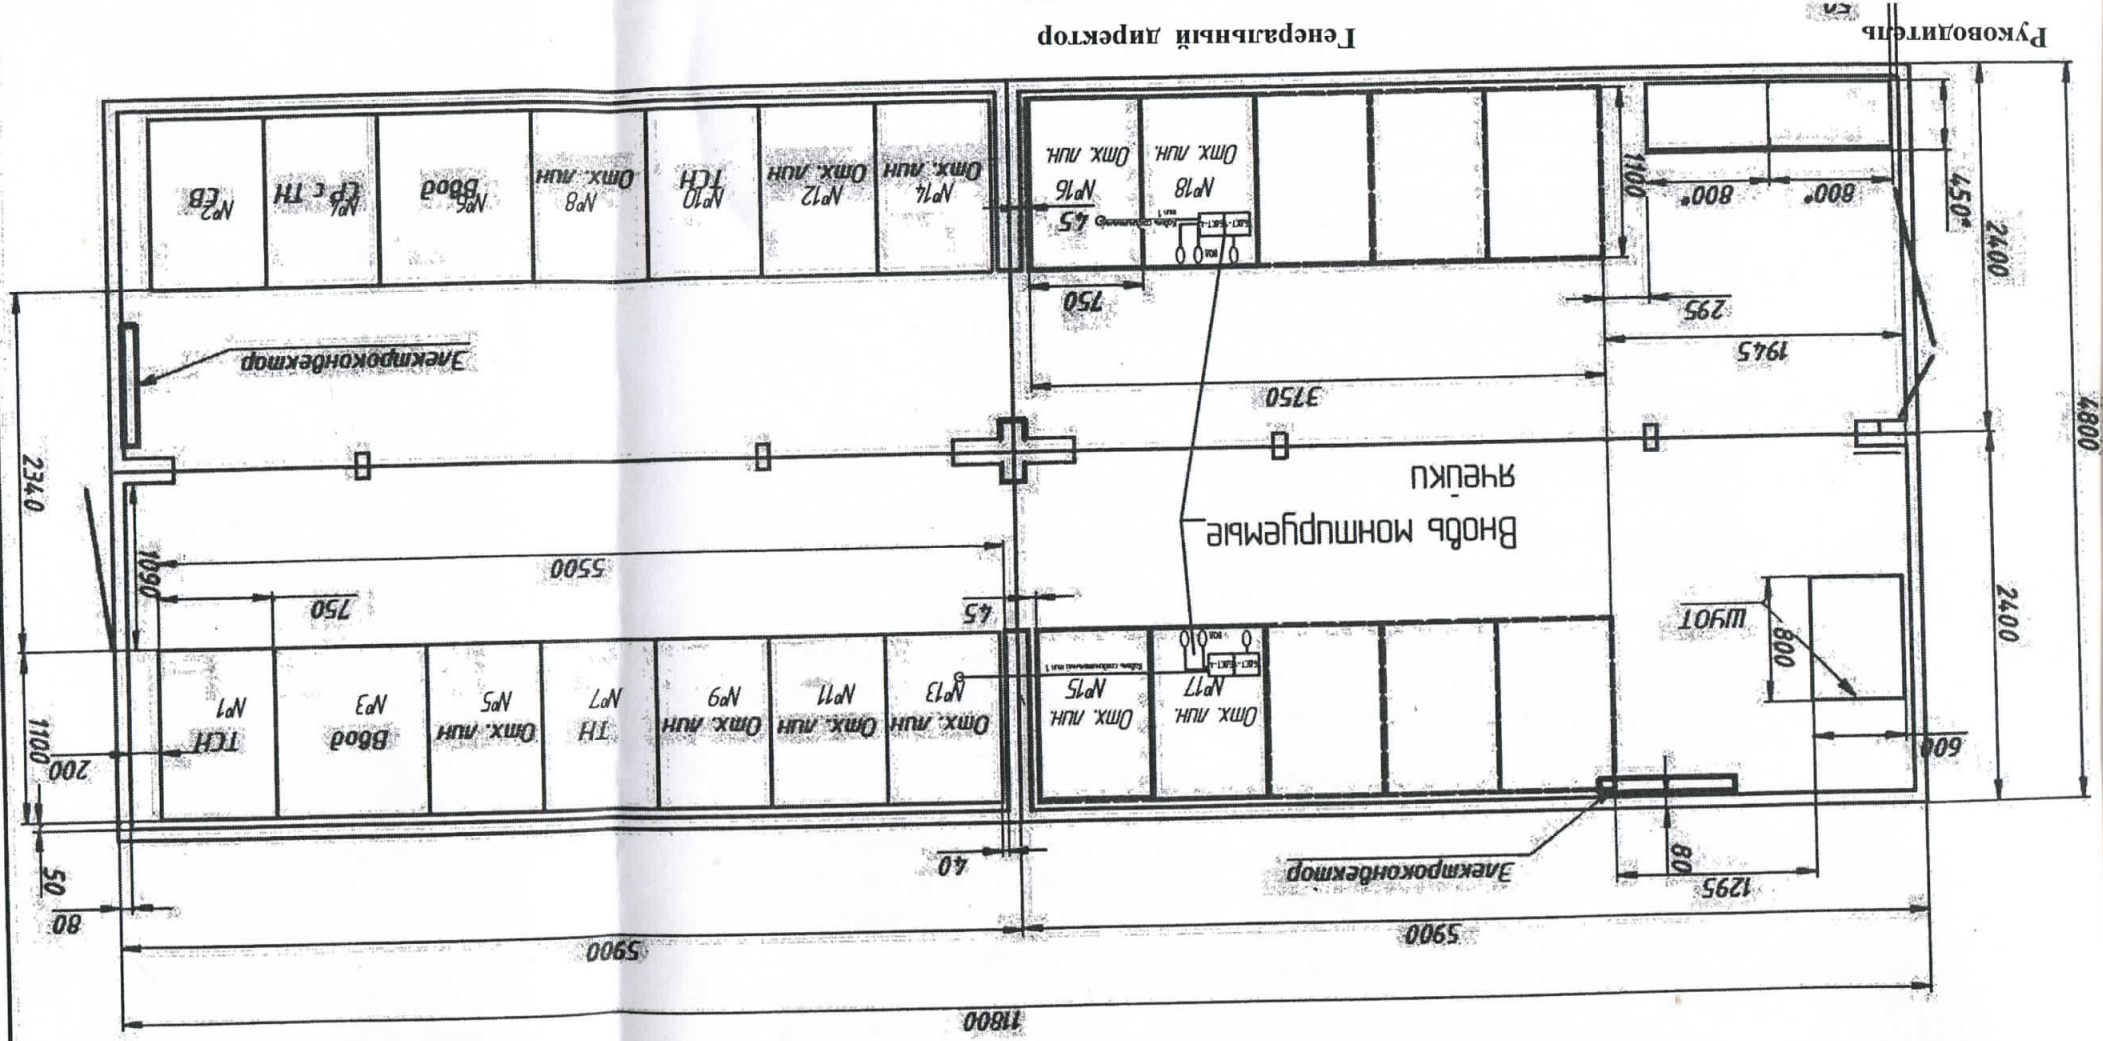 11800
5900
5900
1295
80
Электроконвектор
40
80
50
600
Отх. лин.
№17
Отх. лин
№15
Отх. лин
№13
Отх. лин
№11
Отх. лин
№9
ТН
№7
Отх. лин
№5
Ввод
№3
ТСН
№1
200
1100
800
ШУОТ
45
750
1090
5500
2400
Вновь монтируемые
ячейки
2340
4800
3750
1945
Электроконвектор
295
750
2400
450*
800*
800*
1100
№18
Отх. лин.
№16
Отх. лин
45
№14
Отх. лин
№12
Отх. лин
№10
ТСН
№8
Отх. лин
№6
Ввод
№4
СР с ТН
№2
СВ
Руководитель
Генеральный директор
50